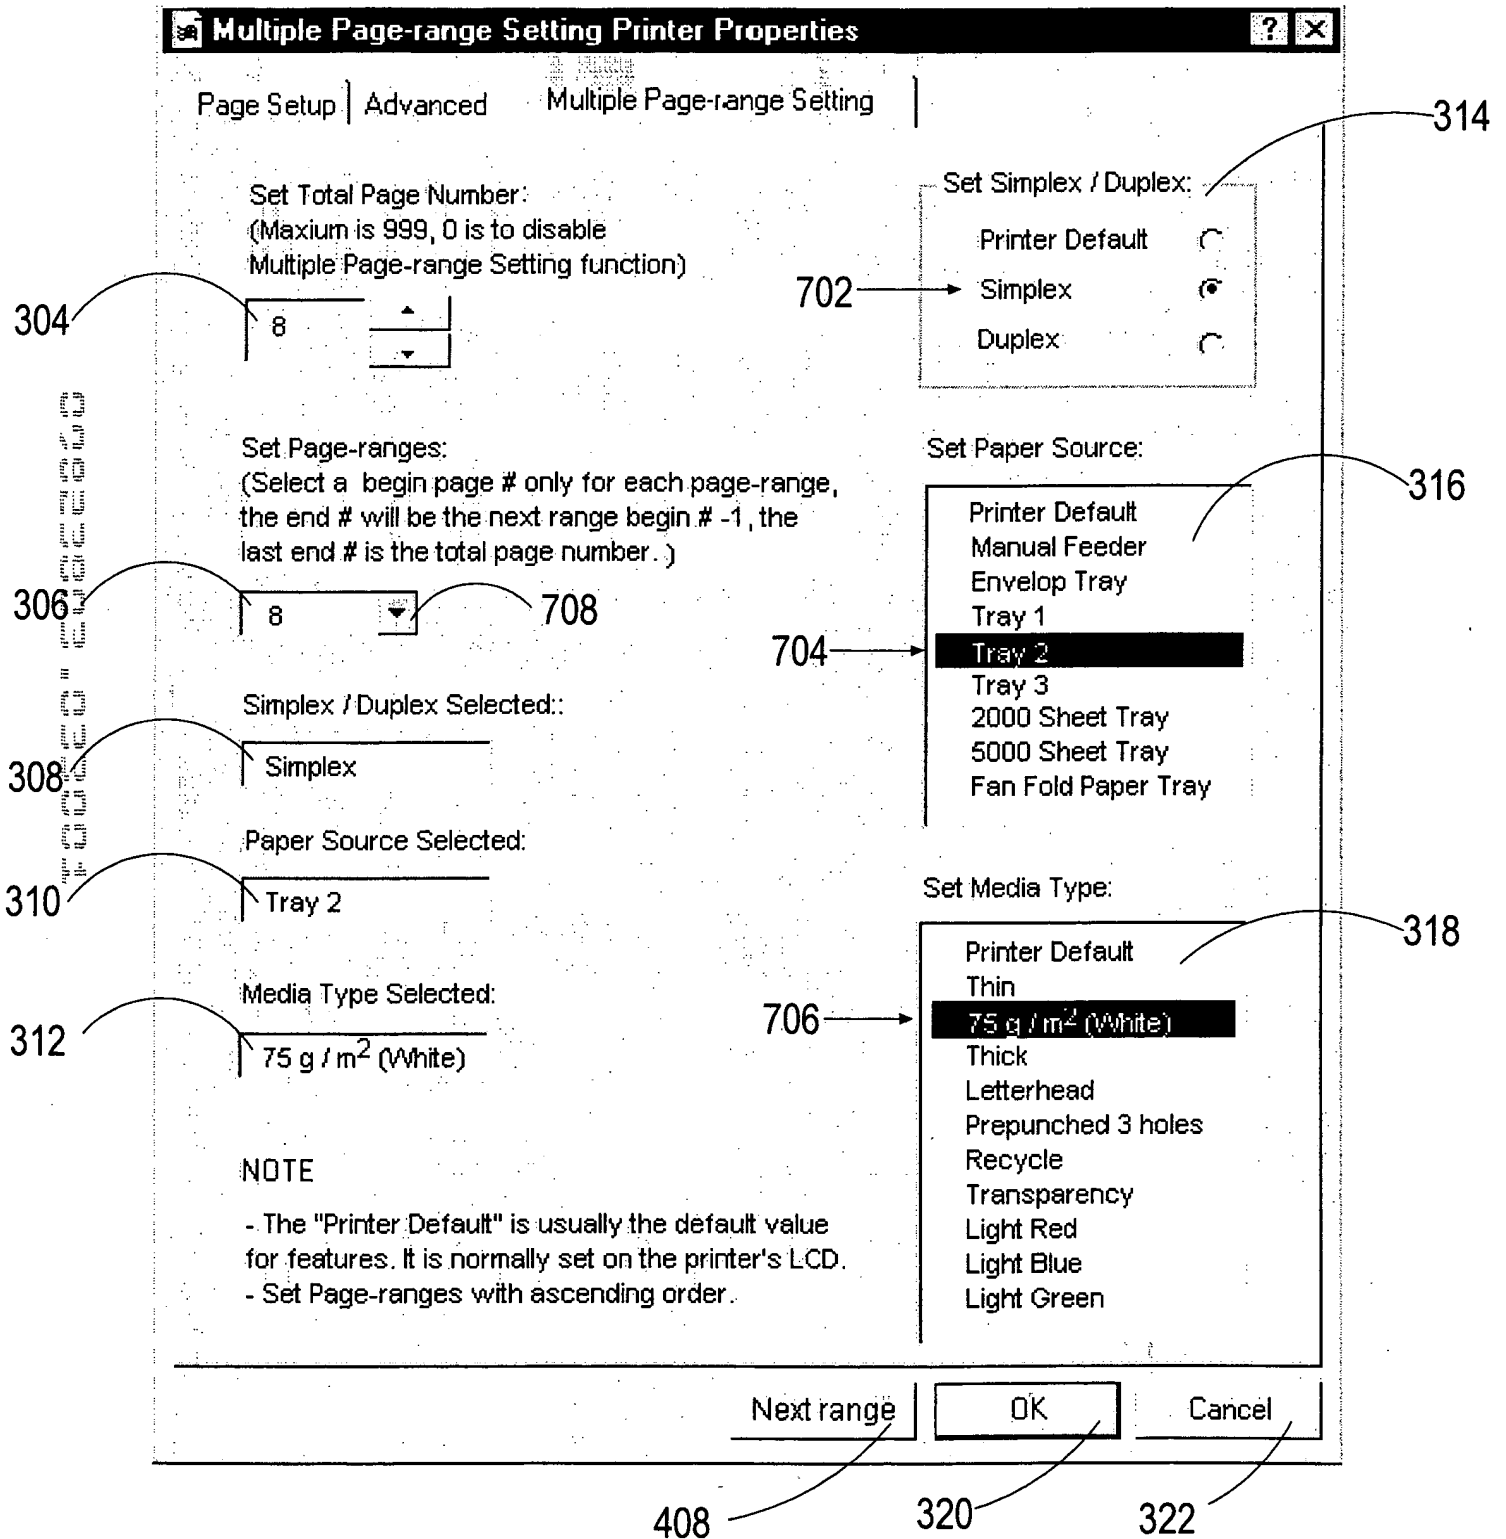 Multiple Page-range Setting Printer Properties
Page Setup
Advanced
Multiple Page-range Setting
314
Set Total Page Number:
(Maxium is 999, 0 is to disable
Multiple Page-range Setting function)
304
8
Set Simplex / Duplex:
Printer Default
702
Simplex
Duplex
Set Page-ranges:
(Select a begin page # only for each page-range,
the end # will be the next range begin # -1, the
last end # is the total page number. )
306
8
708
Simplex / Duplex Selected::
308
Simplex
Paper Source Selected:
310
Tray 2
Media Type Selected:
312
75 g / m2 (White)
NOTE
- The "Printer Default" is usually the default value
for features. It is normally set on the printer's LCD.
- Set Page-ranges with ascending order.
Set Paper Source:
316
Printer Default
Manual Feeder
Envelop Tray
Tray 1
704
Tray 2
Tray 3
2000 Sheet Tray
5000 Sheet Tray
Fan Fold Paper Tray
Set Media Type:
318
Printer Default
Thin
706
75 g / m2 (White)
Thick
Letterhead
Prepunched 3 holes
Recycle
Transparency
Light Red
Light Blue
Light Green
Next range
OK
Cancel
408
320
322